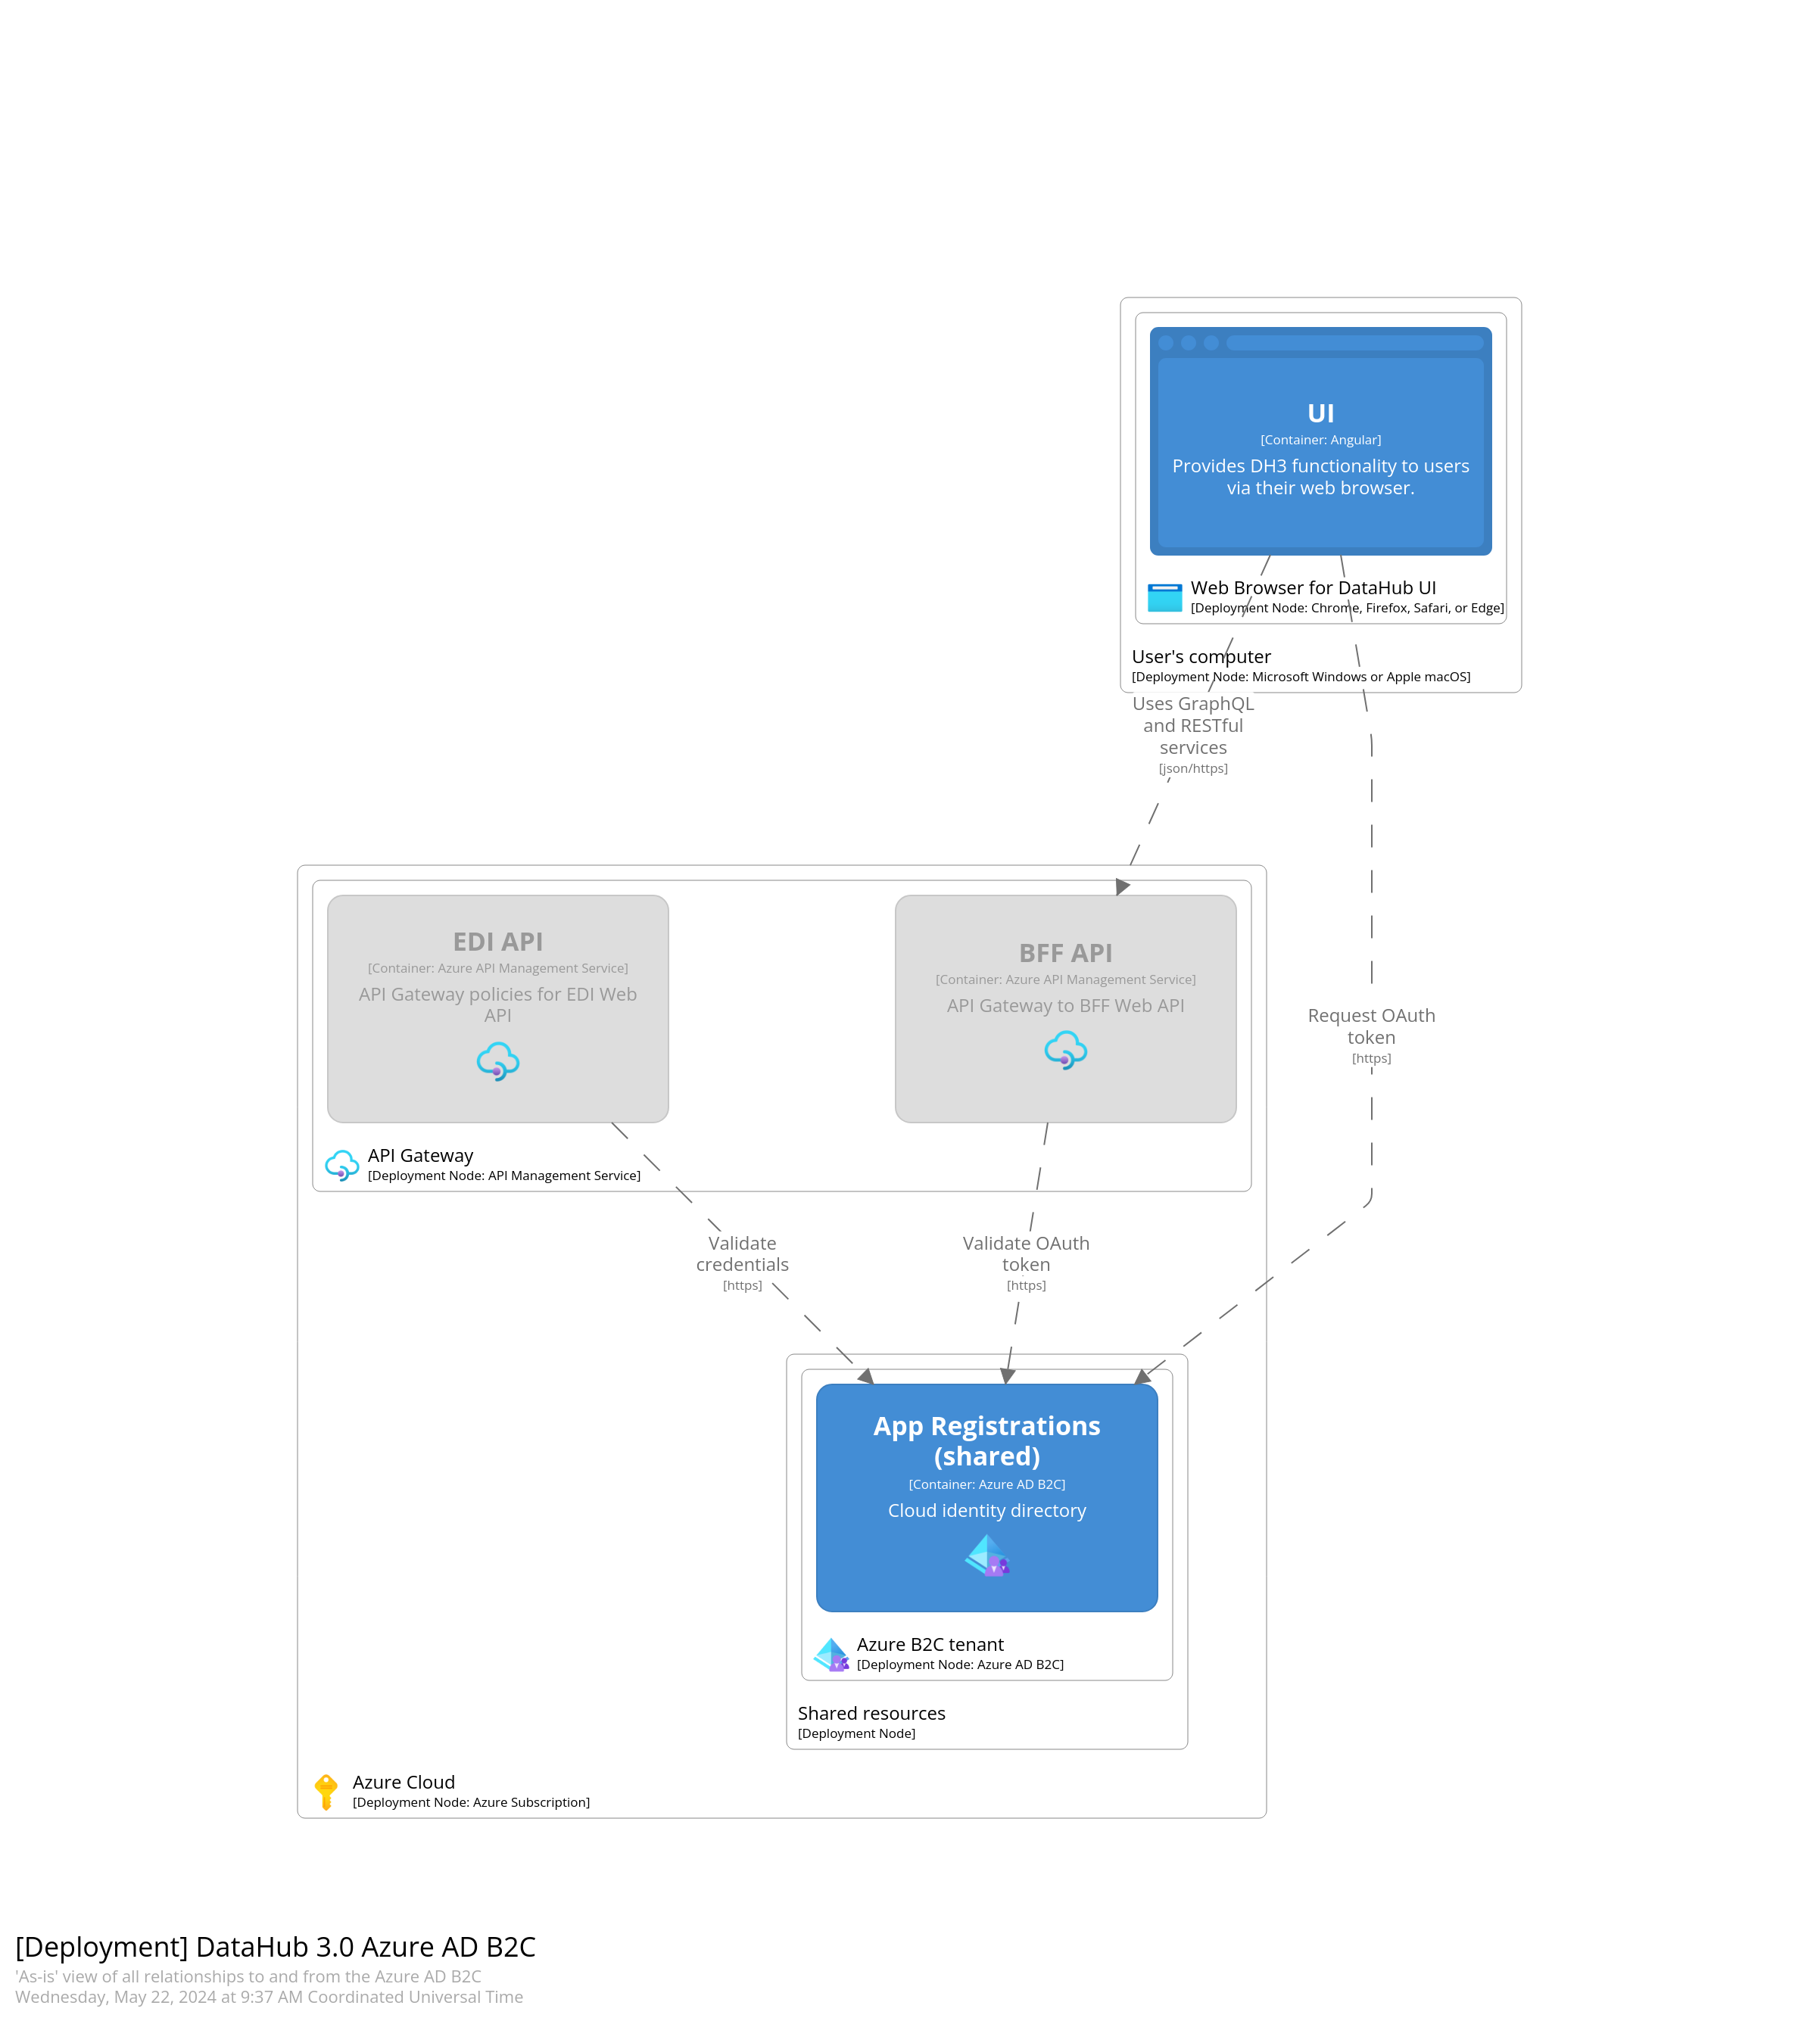 UI
[Container: Angular]
Provides DH3 functionality to users
via their web browser.
Web Browser for DataHub UI
[Deployment Node: Chrome, Firefox, Safari, or Edge]
User's computer
[Deployment Node: Microsoft Windows or Apple macOS]
Uses GraphQL
and RESTful
services
[json/https]
EDI API
[Container: Azure API Management Service]
API Gateway policies for EDI Web
API
BFF API
[Container: Azure API Management Service]
API Gateway to BFF Web API
Request OAuth
token
[https]
API Gateway
[Deployment Node: API Management Service]
Validate
credentials
[https]
Validate OAuth
token
[https]
App Registrations
(shared)
[Container: Azure AD B2C]
Cloud identity directory
Azure B2C tenant
[Deployment Node: Azure AD B2C]
Shared resources
[Deployment Node]
Azure Cloud
[Deployment Node: Azure Subscription]
[Deployment] DataHub 3.0 Azure AD B2C
'As-is' view of all relationships to and from the Azure AD B2C
Wednesday, May 22, 2024 at 9:37 AM Coordinated Universal Time